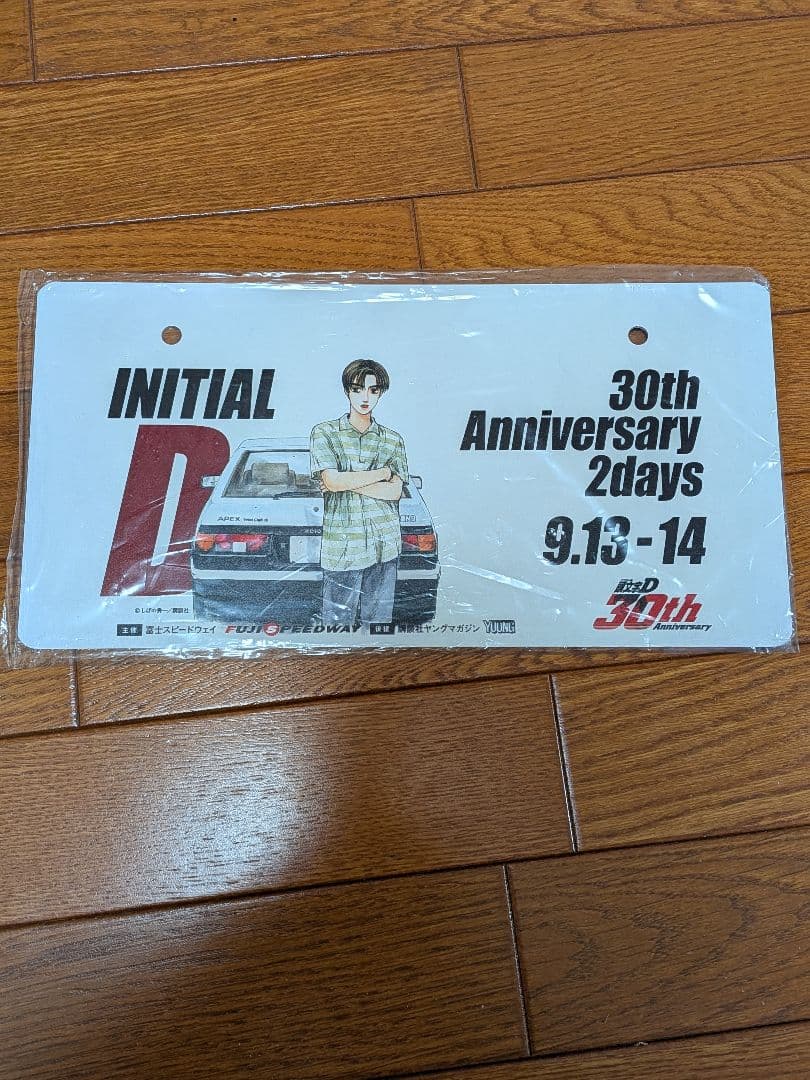 INITIAL
D
30th
Anniversary
2days
9.13-14
APEX
©しげの秀一/講談社
頭文字D
30th
Anniversary
主催 富士スピードウェイ FUJI SPEEDWAY 後援 講談社ヤングマガジン